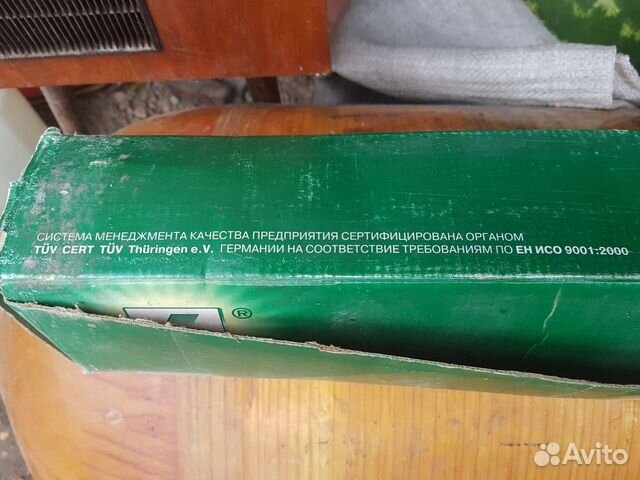 СИСТЕМА МЕНЕДЖМЕНТА КАЧЕСТВА ПРЕДПРИЯТИЯ СЕРТИФИЦИРОВАНА ОРГАНОМ
TÜV CERT TÜV Thüringen e.V. ГЕРМАНИИ НА СООТВЕТСТВИЕ ТРЕБОВАНИЯМ ПО ЕН ИСО 9001:2000
®
Avito